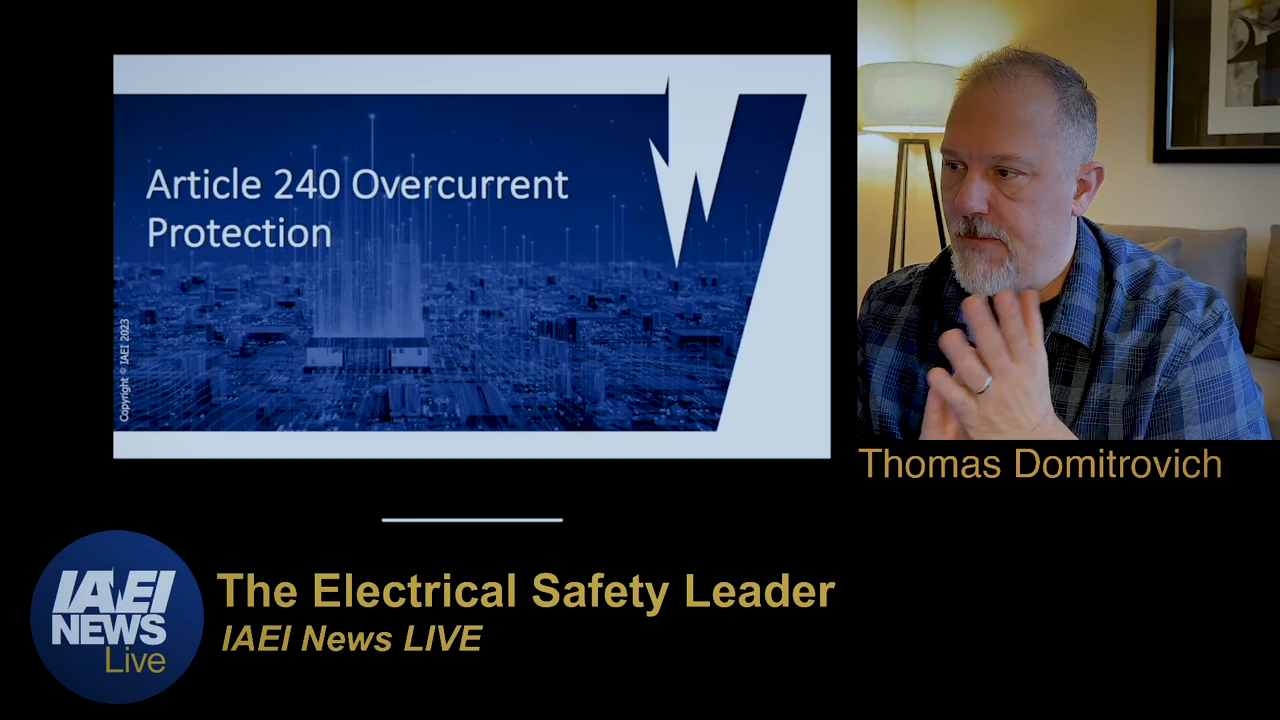 Article 240 Overcurrent
Protection
Copyright © IAEI 2023
Thomas Domitrovich
IAEI
NEWS
Live
The Electrical Safety Leader
IAEI News LIVE